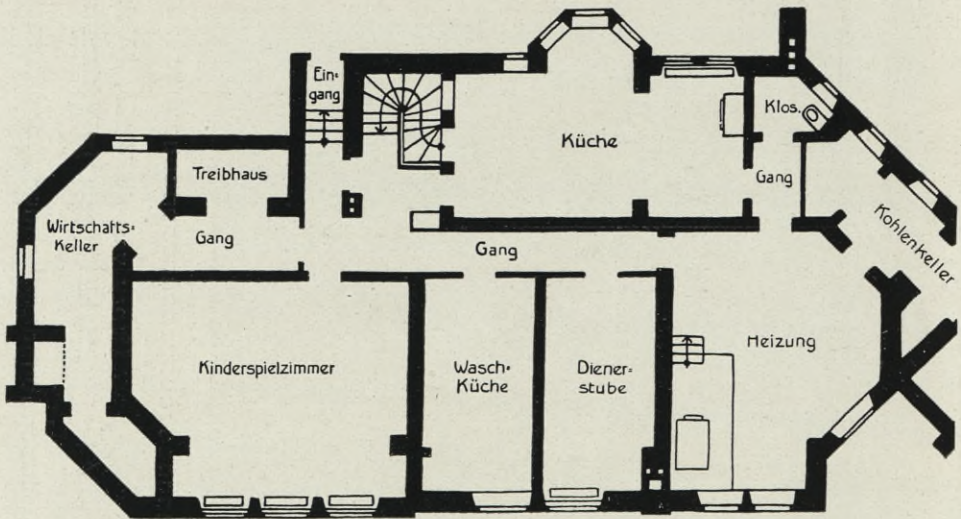 Ein-
gang
Klos.
Küche
Treibhaus
Gang
Wirtschafts-
Keller
Gang
Gang
Kohlenkeller
Heizung
Kinderspielzimmer
Wasch-
Küche
Diener-
stube